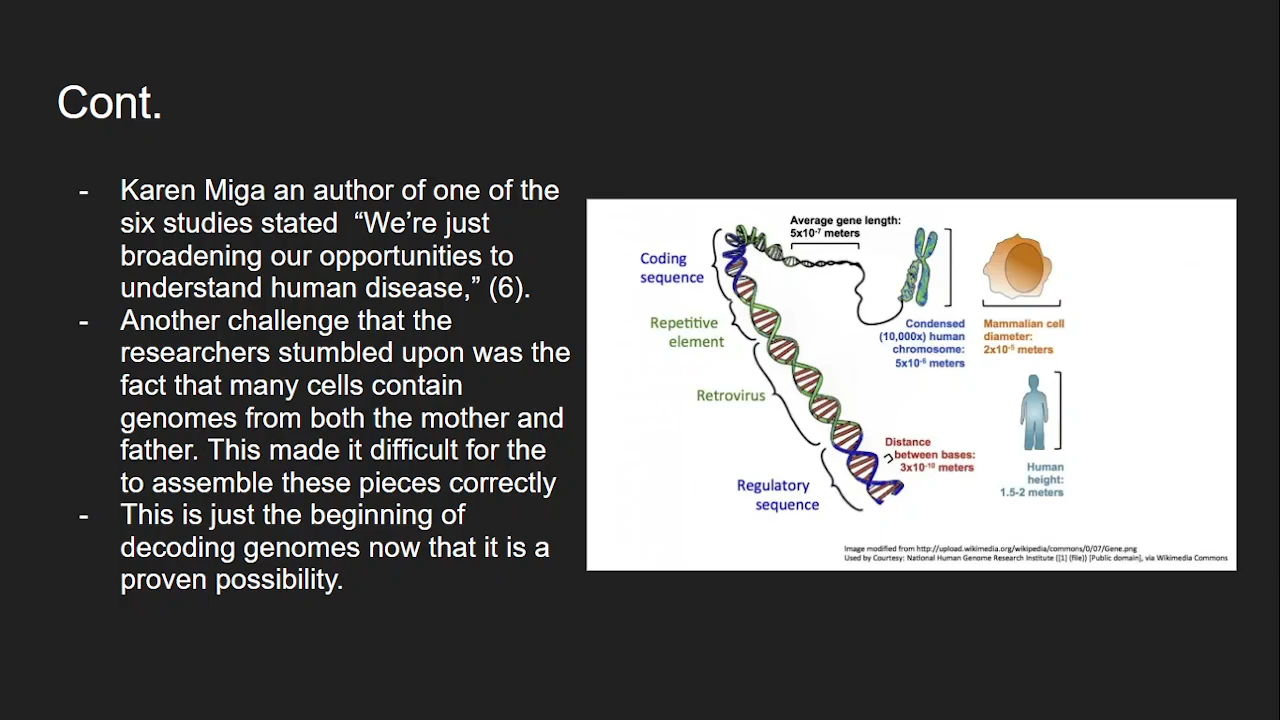 Cont.
- Karen Miga an author of one of the
six studies stated “We’re just
broadening our opportunities to
understand human disease,” (6).
- Another challenge that the
researchers stumbled upon was the
fact that many cells contain
genomes from both the mother and
father. This made it difficult for the
to assemble these pieces correctly
- This is just the beginning of
decoding genomes now that it is a
proven possibility.
Average gene length:
5x10⁻⁷ meters
Coding
sequence
Repetitive
element
Retrovirus
Regulatory
sequence
Condensed
(10,000x) human
chromosome:
5x10⁻⁶ meters
Mammalian cell
diameter:
2x10⁻⁵ meters
Distance
between bases:
3x10⁻¹⁰ meters
Human
height:
1.5-2 meters
Image modified from http://upload.wikimedia.org/wikipedia/commons/0/07/Gene.png
Used by Courtesy: National Human Genome Research Institute ([1] (file)) [Public domain], via Wikimedia Commons